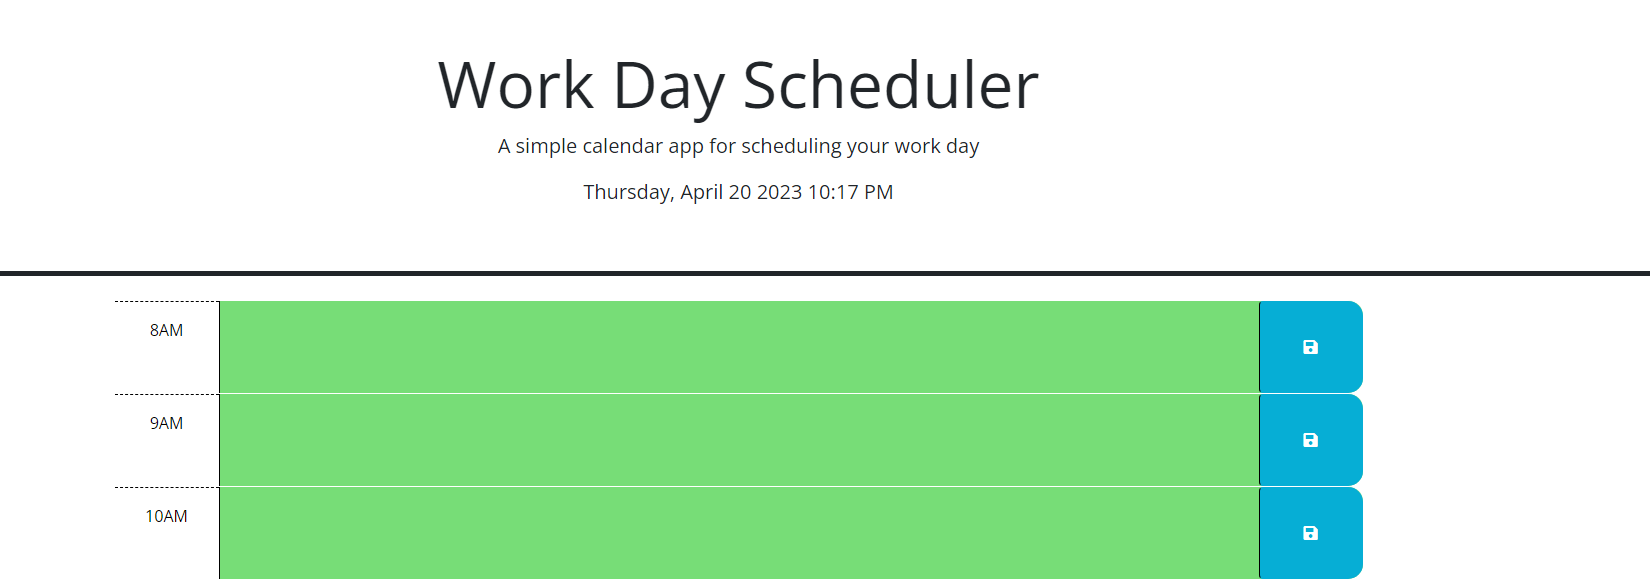 Work Day Scheduler
A simple calendar app for scheduling your work day
Thursday, April 20 2023 10:17 PM
8AM
9AM
10AM